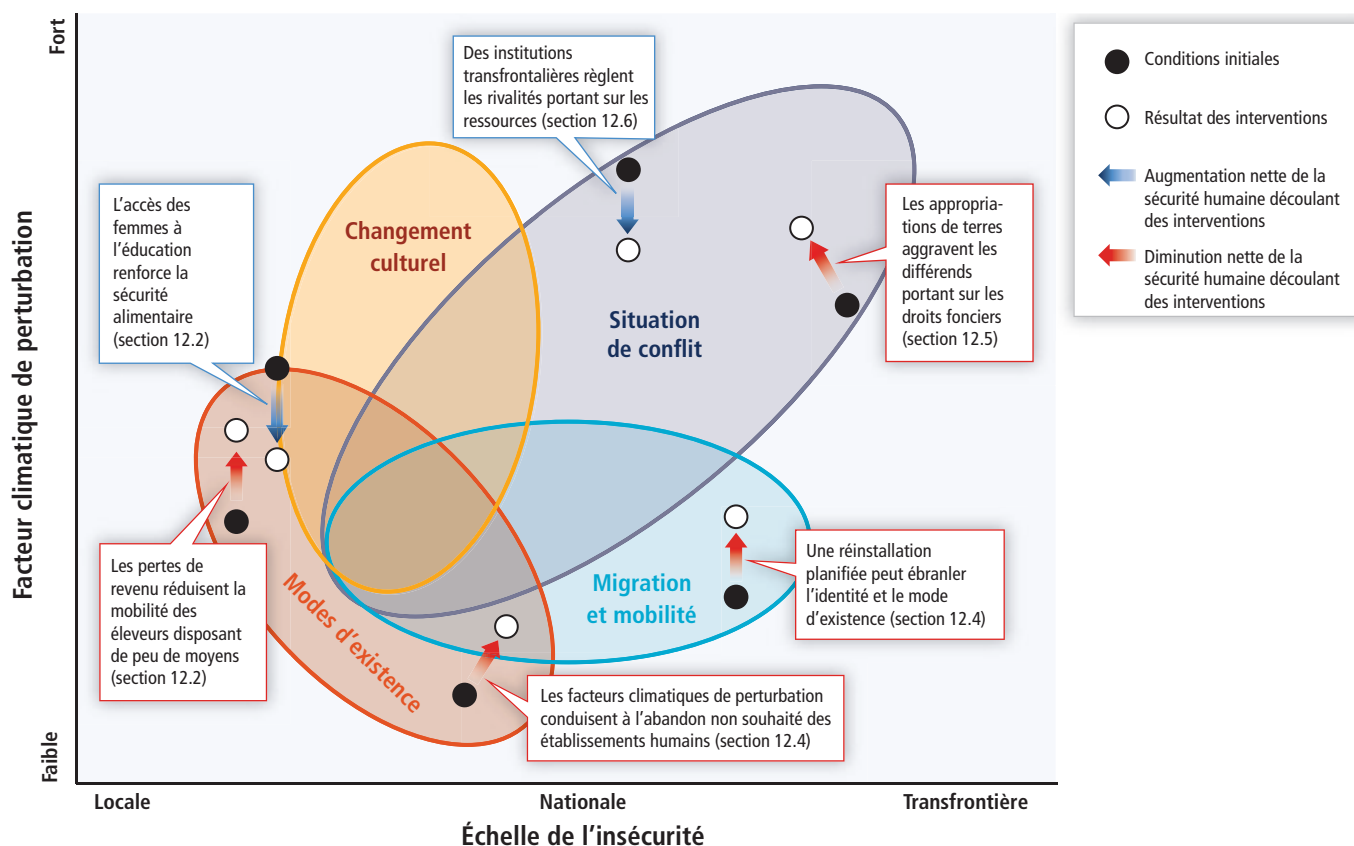 Facteur climatique de perturbation
Fort
Faible
Des institutions
transfrontalières règlent
les rivalités portant sur les
ressources (section 12.6)
L’accès des
femmes à
l’éducation
renforce la
sécurité
alimentaire
(section 12.2)
Changement
culturel
Situation
de conflit
Les appropria-
tions de terres
aggravent les
différends
portant sur les
droits fonciers
(section 12.5)
Les pertes de
revenu réduisent la
mobilité des
éleveurs disposant
de peu de moyens
(section 12.2)
Modes d’existence
Migration
et mobilité
Une réinstallation
planifiée peut ébranler
l’identité et le mode
d’existence (section 12.4)
Les facteurs climatiques de perturbation
conduisent à l’abandon non souhaité des
établissements humains (section 12.4)
Locale
Nationale
Transfrontière
Échelle de l’insécurité
Conditions initiales
Résultat des interventions
Augmentation nette de la
sécurité humaine découlant
des interventions
Diminution nette de la
sécurité humaine découlant
des interventions